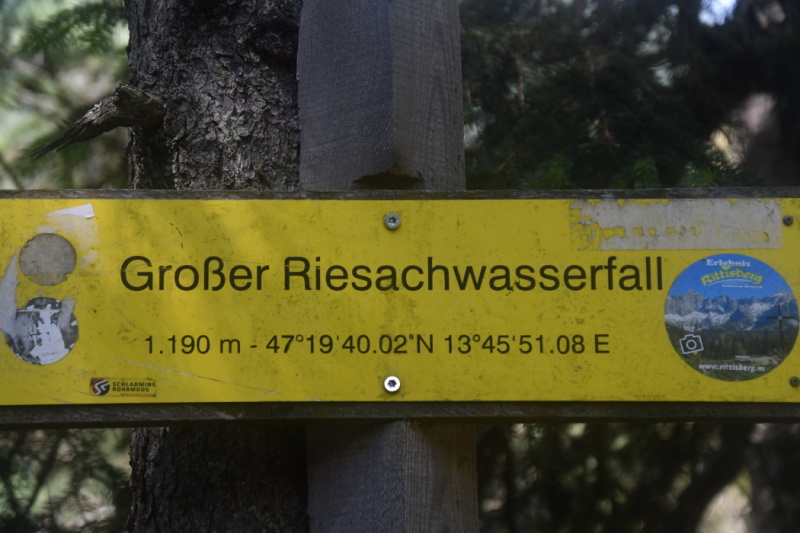 Großer Riesachwasserfall
1.190 m - 47°19'40.02"N 13°45'51.08 E
SCHLADMING
ROHRMOOS
Erlebnis
Rittisberg
www.rittisberg.at